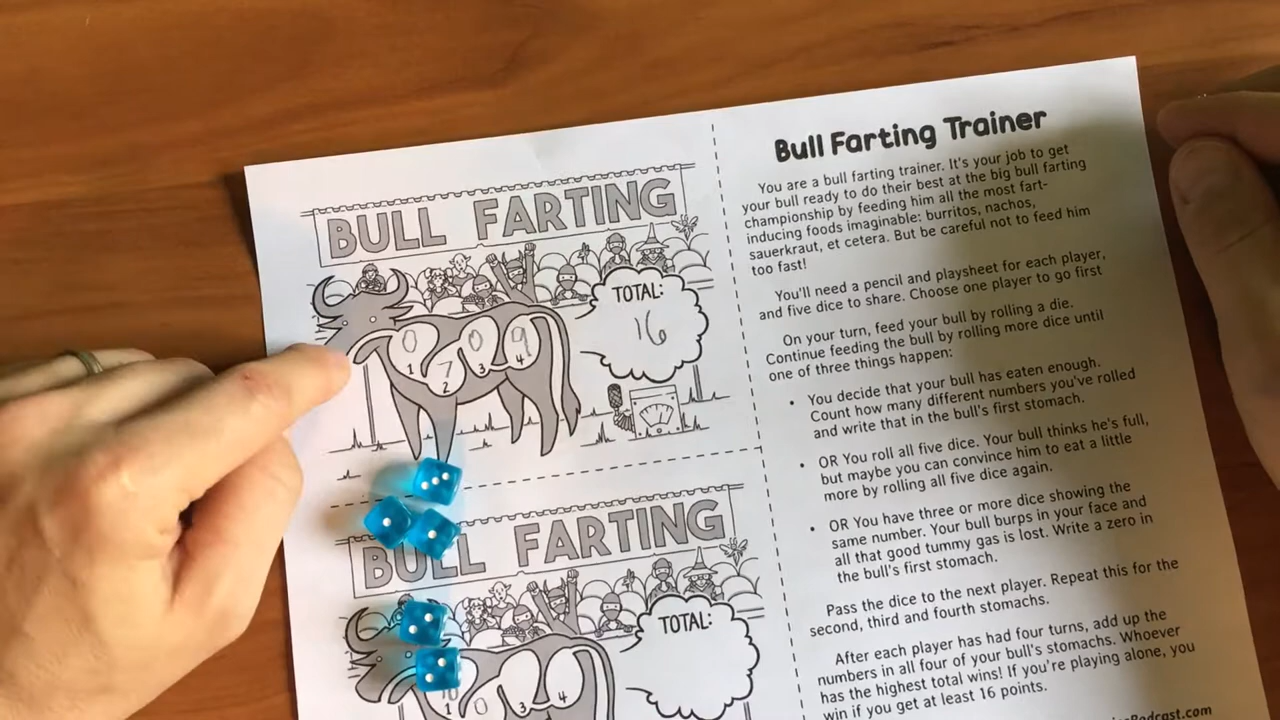 BULL FARTING
TOTAL:
16
0 7 0 9
1 2 3 4
BULL FARTING
TOTAL:
10 0
1 3 4
Bull Farting Trainer
You are a bull farting trainer. It's your job to get
your bull ready to do their best at the big bull farting
championship by feeding him all the most fart-
inducing foods imaginable: burritos, nachos,
sauerkraut, et cetera. But be careful not to feed him
too fast!
You'll need a pencil and playsheet for each player,
and five dice to share. Choose one player to go first
On your turn, feed your bull by rolling a die.
Continue feeding the bull by rolling more dice until
one of three things happen:
• You decide that your bull has eaten enough.
Count how many different numbers you've rolled
and write that in the bull's first stomach.
• OR You roll all five dice. Your bull thinks he's full,
but maybe you can convince him to eat a little
more by rolling all five dice again.
• OR You have three or more dice showing the
same number. Your bull burps in your face and
all that good tummy gas is lost. Write a zero in
the bull's first stomach.
Pass the dice to the next player. Repeat this for the
second, third and fourth stomachs.
After each player has had four turns, add up the
numbers in all four of your bull's stomachs. Whoever
has the highest total wins! If you're playing alone, you
win if you get at least 16 points.
Podcast.com